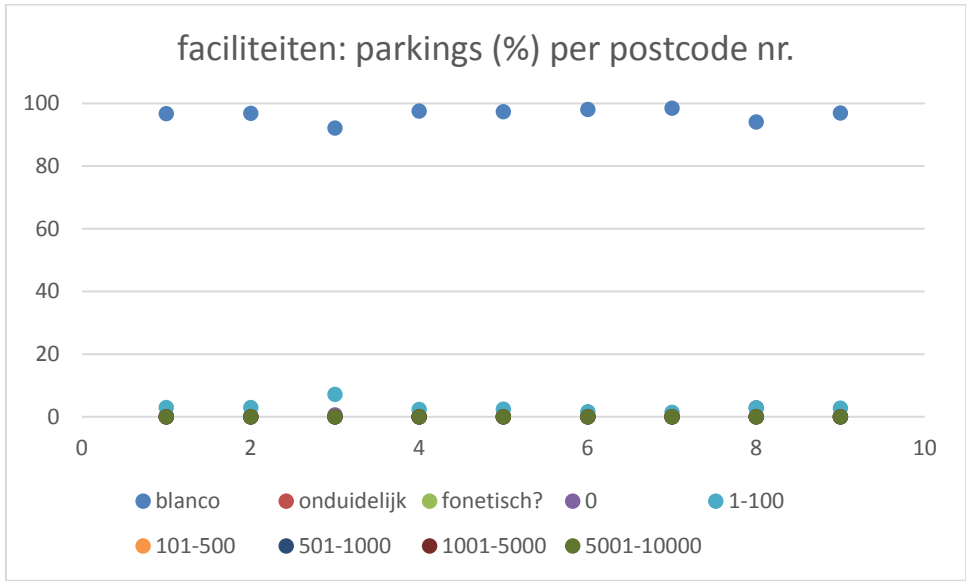 faciliteiten: parkings (%) per postcode nr.
100
80
60
40
20
0
0 2 4 6 8 10
blanco onduidelijk fonetisch? 0 1-100
101-500 501-1000 1001-5000 5001-10000